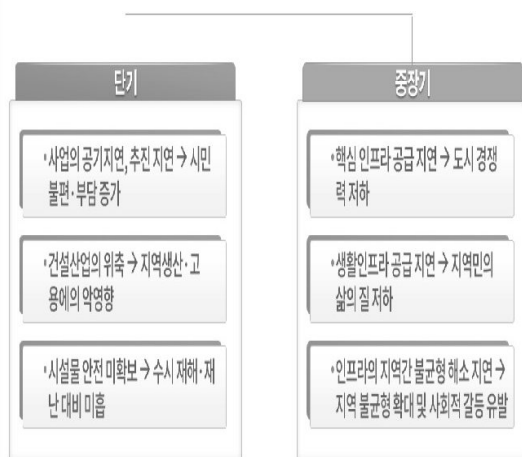 단기
•사업의 공기지연, 추진 지연 → 시민
불편·부담 증가
•건설산업의 위축 → 지역생산·고
용에의 악영향
•시설물 안전 미확보 → 수시 재해·재
난 대비 미흡
중장기
•핵심 인프라 공급 지연 → 도시 경쟁
력 저하
•생활인프라 공급 지연 → 지역민의
삶의 질 저하
•인프라의 지역간 불균형 해소 지연 →
지역 불균형 확대 및 사회적 갈등 유발